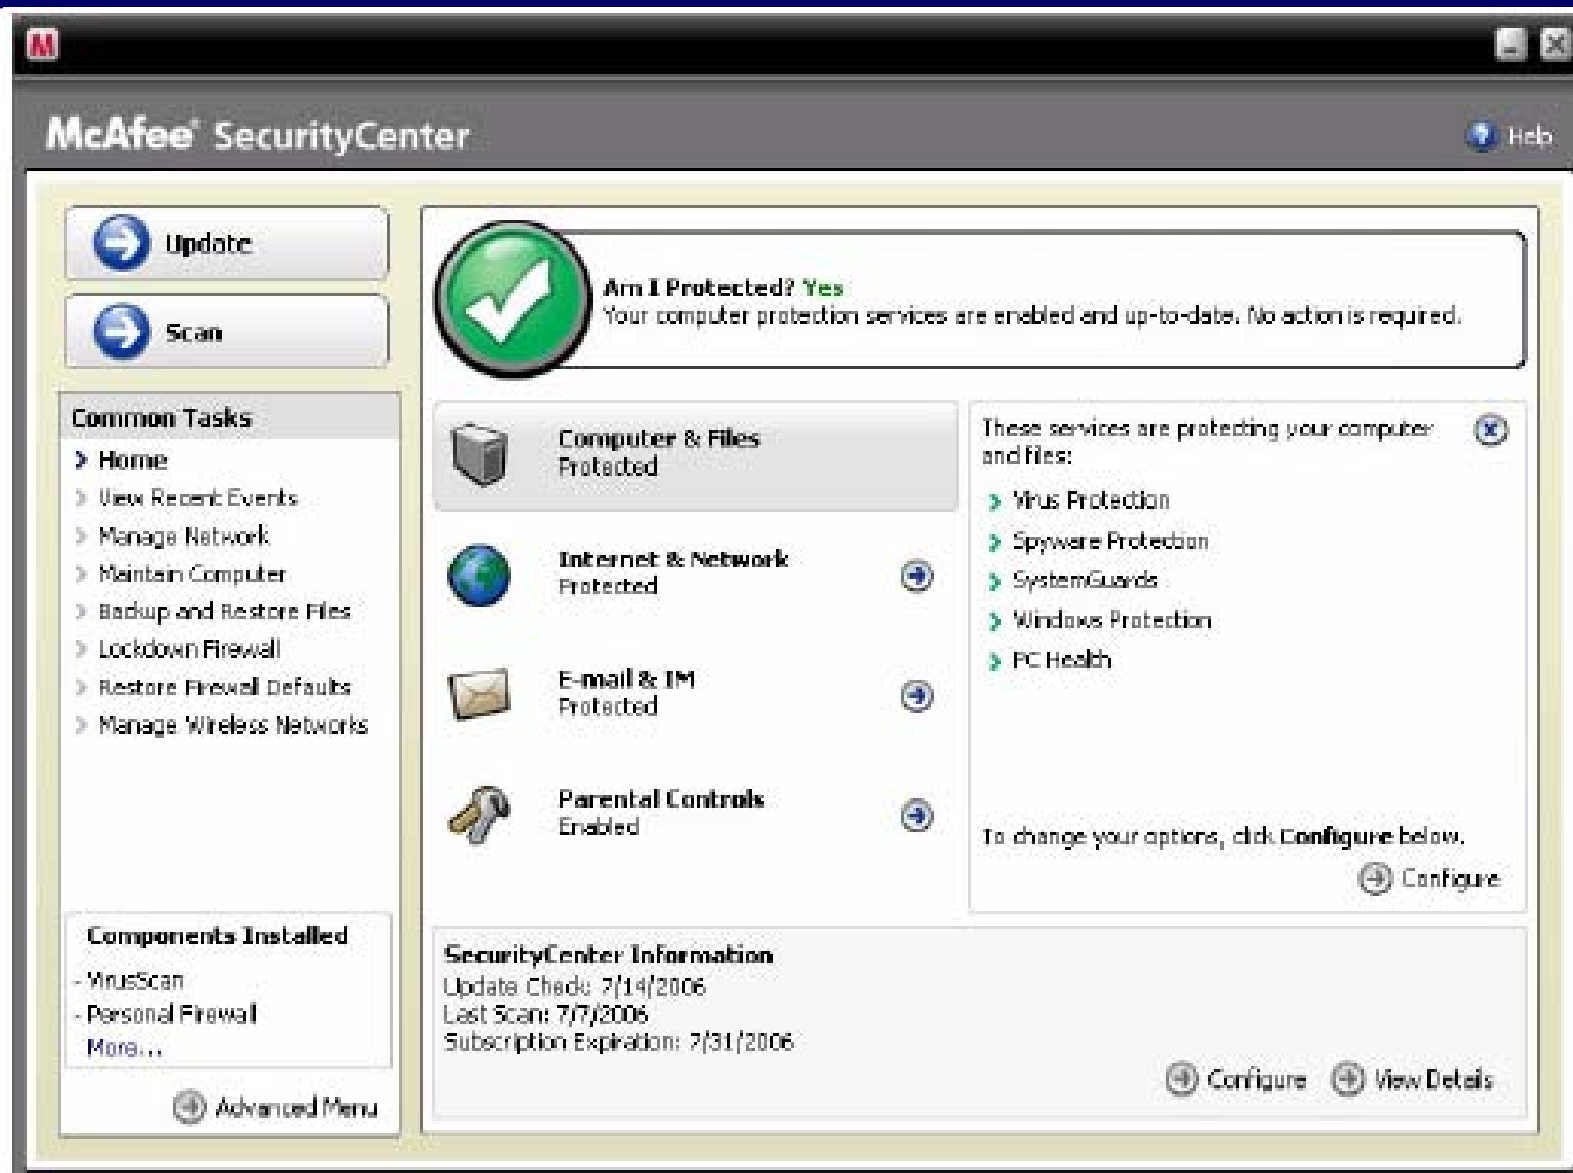 McAfee® SecurityCenter
Help
Update
Scan
Common Tasks
Home
View Recent Events
Manage Network
Maintain Computer
Backup and Restore Files
Lockdown Firewall
Restore Firewall Defaults
Manage Wireless Networks
Components Installed
- VirusScan
- Personal Firewall
More...
Advanced Menu
Am I Protected? Yes
Your computer protection services are enabled and up-to-date. No action is required.
Computer & Files
Protected
Internet & Network
Protected
E-mail & IM
Protected
Parental Controls
Enabled
These services are protecting your computer
and files:
Virus Protection
Spyware Protection
SystemGuards
Windows Protection
PC Health
To change your options, click Configure below.
Configure
SecurityCenter Information
Update Check: 7/14/2006
Last Scan: 7/7/2006
Subscription Expiration: 7/31/2006
Configure
View Details